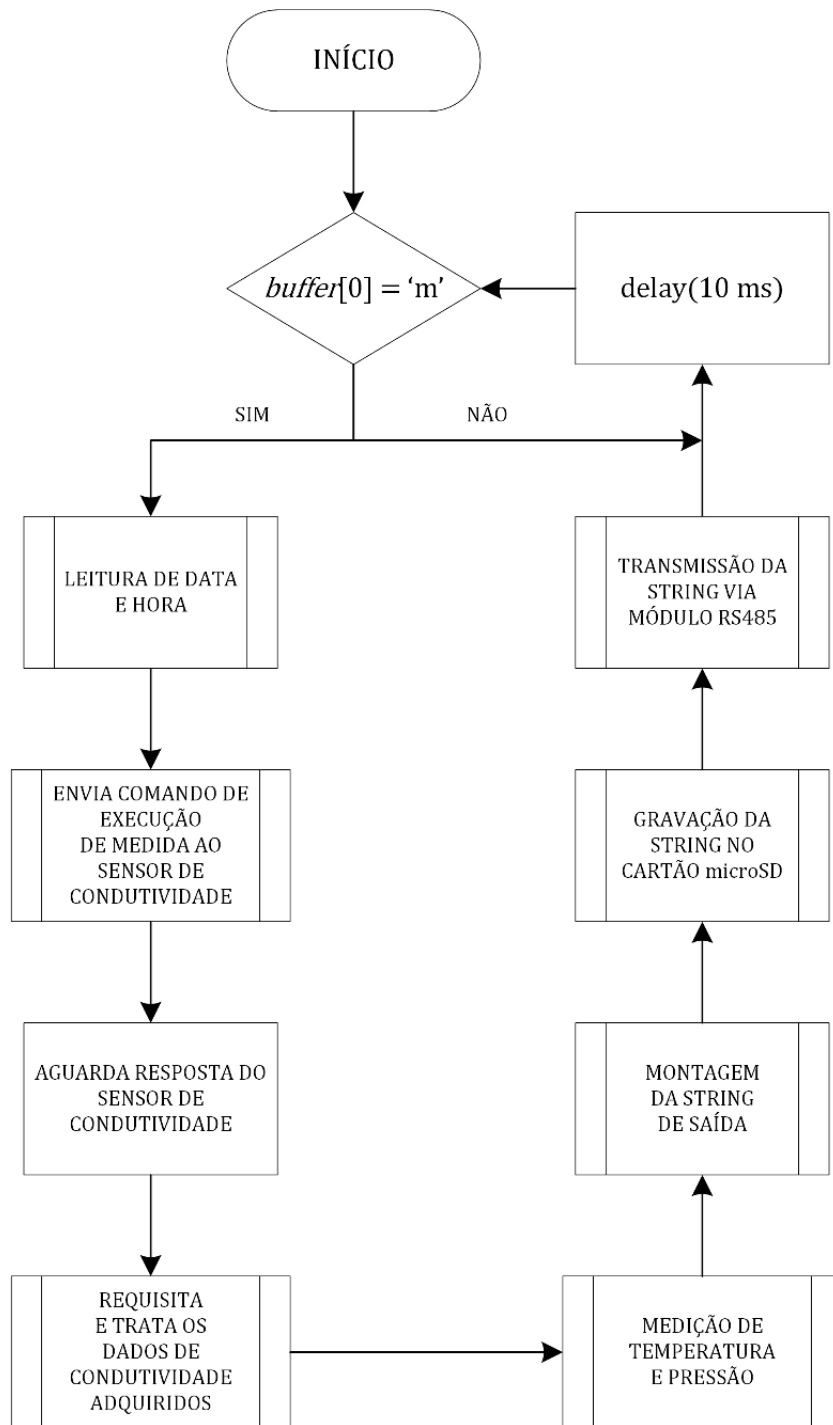 INÍCIO
buffer[0] = ‘m’
delay(10 ms)
SIM
NÃO
LEITURA DE DATA
E HORA
ENVIA COMANDO DE
EXECUÇÃO
DE MEDIDA AO
SENSOR DE
CONDUTIVIDADE
AGUARDA RESPOSTA DO
SENSOR DE
CONDUTIVIDADE
REQUISITA
E TRATA OS
DADOS DE
CONDUTIVIDADE
ADQUIRIDOS
MEDIÇÃO DE
TEMPERATURA
E PRESSÃO
MONTAGEM
DA STRING
DE SAÍDA
GRAVAÇÃO DA
STRING NO
CARTÃO microSD
TRANSMISSÃO DA
STRING VIA
MÓDULO RS485